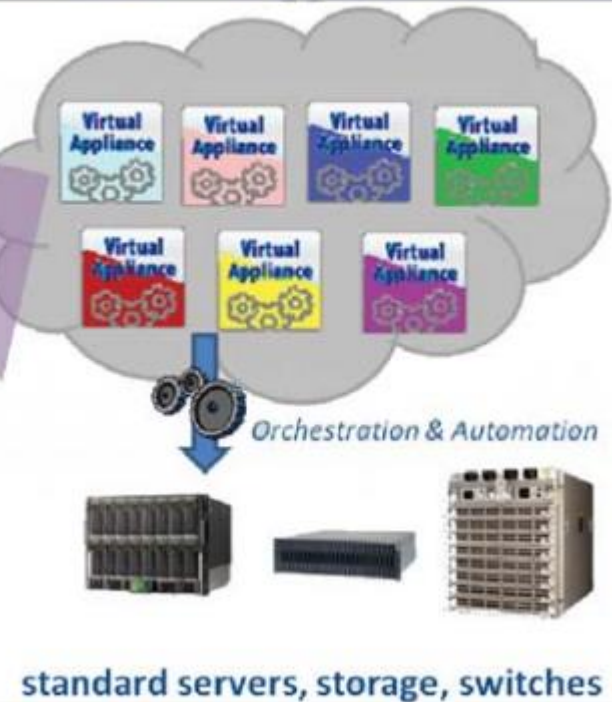 Virtual
Appliance
Virtual
Appliance
Virtual
Appliance
Virtual
Appliance
Virtual
Appliance
Virtual
Appliance
Virtual
Appliance
Orchestration & Automation
standard servers, storage, switches